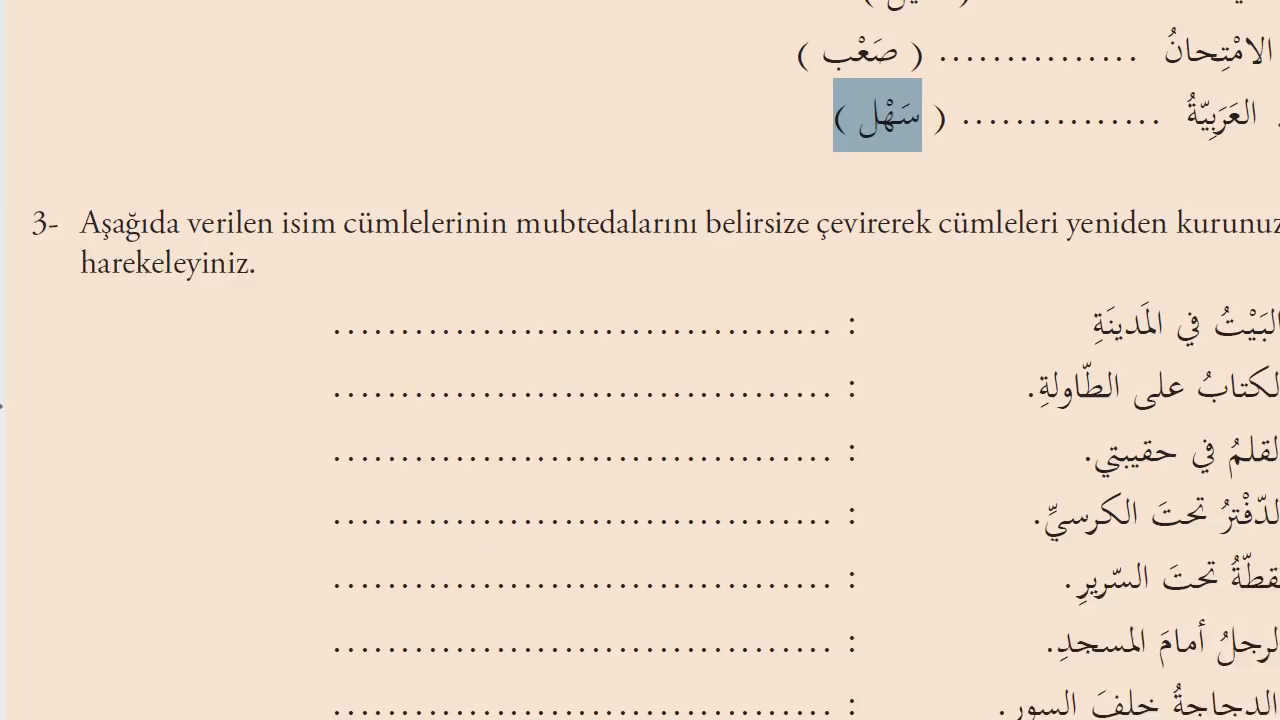 الامْتِحانُ ............... ( صَعْب )
العَرَبِيّةُ ............... ( سَهْل )
3- Aşağıda verilen isim cümlelerinin mubtedalarını belirsize çevirerek cümleleri yeniden kurunuz
harekeleyiniz.
البَيْتُ في المَدينَةِ : .....................................
الكتابُ على الطّاولةِ. : .....................................
القلمُ في حقيبتي. : .....................................
الدّفْترُ تحتَ الكرسيِّ. : .....................................
القطّةُ تحتَ السّريرِ. : .....................................
الرجلُ أمامَ المسجدِ. : .....................................
الدجاجةُ خلفَ السور. : .....................................